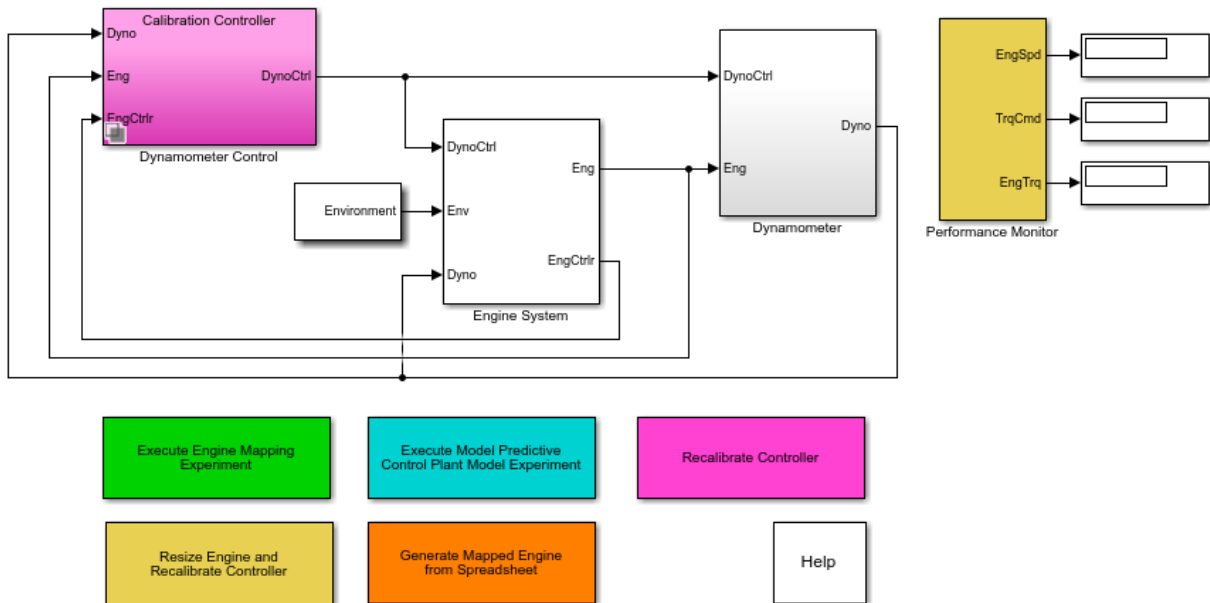 Calibration Controller
Dyno
Eng
DynoCtrl
EngCtrlr
Dynamometer Control
DynoCtrl
Eng
Environment
Env
Dyno
EngCtrlr
Engine System
DynoCtrl
Dyno
Eng
Dynamometer
EngSpd
TrqCmd
EngTrq
Performance Monitor
Execute Engine Mapping
Experiment
Execute Model Predictive
Control Plant Model Experiment
Recalibrate Controller
Resize Engine and
Recalibrate Controller
Generate Mapped Engine
from Spreadsheet
Help